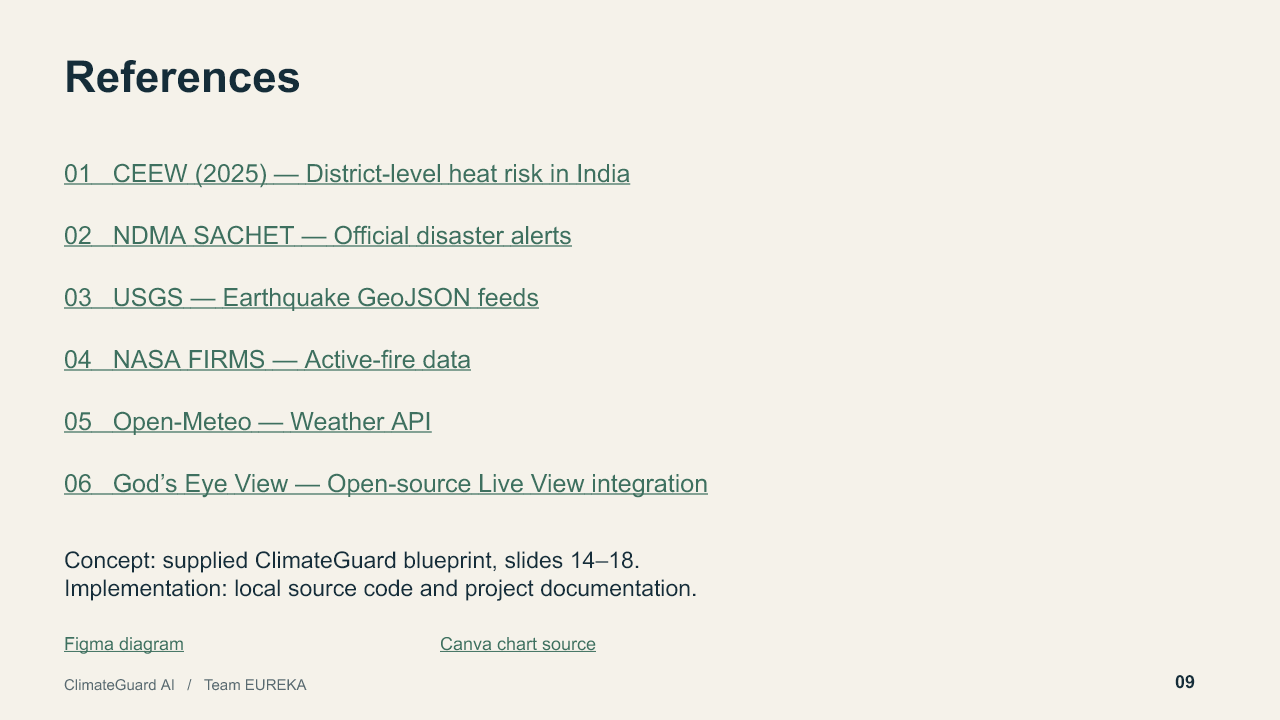 References
01 CEEW (2025) — District-level heat risk in India
02 NDMA SACHET — Official disaster alerts
03 USGS — Earthquake GeoJSON feeds
04 NASA FIRMS — Active-fire data
05 Open-Meteo — Weather API
06 God’s Eye View — Open-source Live View integration
Concept: supplied ClimateGuard blueprint, slides 14–18.
Implementation: local source code and project documentation.
Figma diagram Canva chart source
ClimateGuard AI / Team EUREKA 09